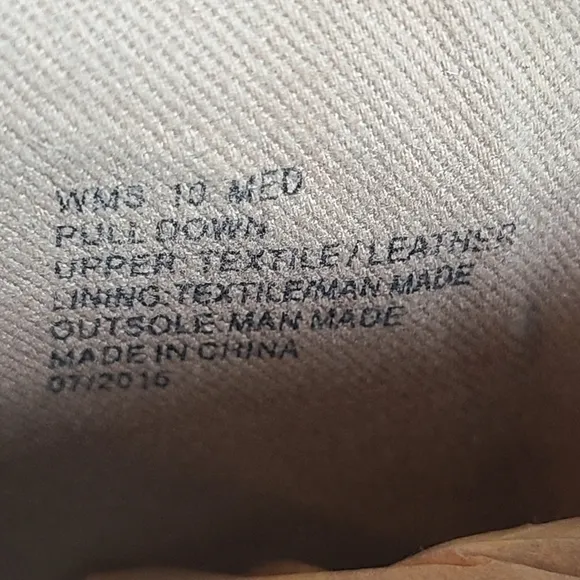 WMS 10 MED
PULL DOWN
UPPER: TEXTILE/LEATHER
LINING:TEXTILE/MAN MADE
OUTSOLE:MAN MADE
MADE IN CHINA
07/2015